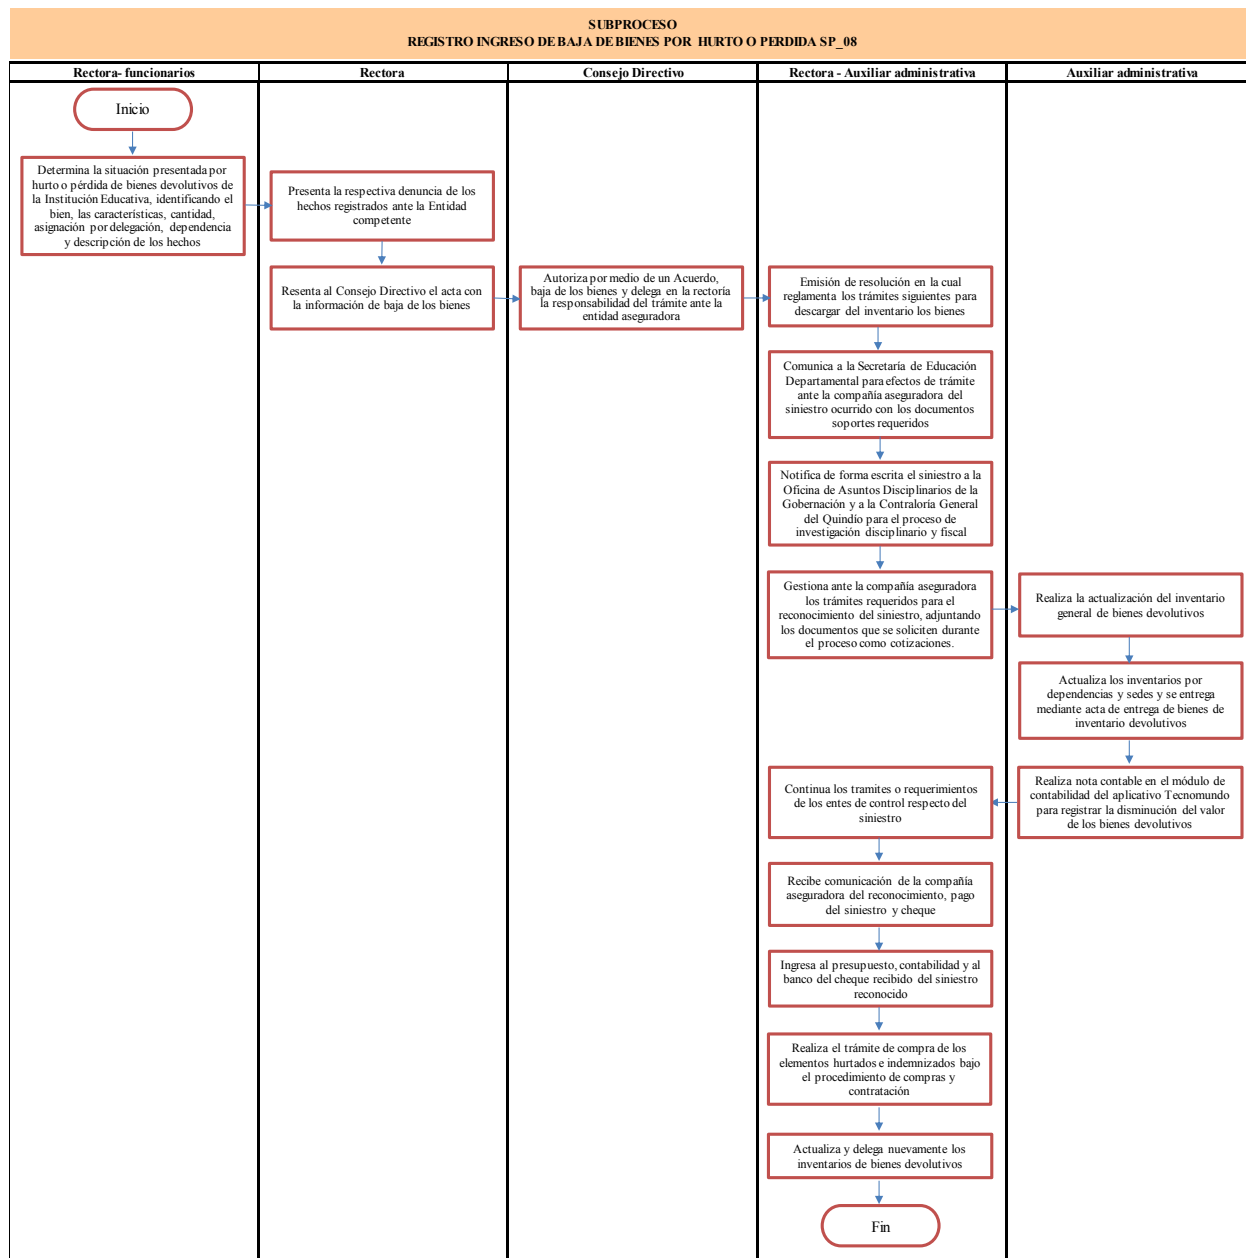 SUBPROCESO
REGISTRO INGRESO DE BAJA DE BIENES POR HURTO O PERDIDA SP_08
Rectora- funcionarios
Rectora
Consejo Directivo
Rectora - Auxiliar administrativa
Auxiliar administrativa
Inicio
Determina la situación presentada por
hurto o pérdida de bienes devolutivos de
la Institución Educativa, identificando el
bien, las características, cantidad,
asignación por delegación, dependencia
y descripción de los hechos
Presenta la respectiva denuncia de los
hechos registrados ante la Entidad
competente
Resenta al Consejo Directivo el acta con
la información de baja de los bienes
Autoriza por medio de un Acuerdo,
baja de los bienes y delega en la rectoría
la responsabilidad del trámite ante la
entidad aseguradora
Emisión de resolución en la cual
reglamenta los trámites siguientes para
descargar del inventario los bienes
Comunica a la Secretaría de Educación
Departamental para efectos de trámite
ante la compañía aseguradora del
siniestro ocurrido con los documentos
soportes requeridos
Notifica de forma escrita el siniestro a la
Oficina de Asuntos Disciplinarios de la
Gobernación y a la Contraloría General
del Quindío para el proceso de
investigación disciplinario y fiscal
Gestiona ante la compañía aseguradora
los trámites requeridos para el
reconocimiento del siniestro, adjuntando
los documentos que se soliciten durante
el proceso como cotizaciones.
Realiza la actualización del inventario
general de bienes devolutivos
Actualiza los inventarios por
dependencias y sedes y se entrega
mediante acta de entrega de bienes de
inventario devolutivos
Realiza nota contable en el módulo de
contabilidad del aplicativo Tecnomundo
para registrar la disminución del valor
de los bienes devolutivos
Continua los tramites o requerimientos
de los entes de control respecto del
siniestro
Recibe comunicación de la compañía
aseguradora del reconocimiento, pago
del siniestro y cheque
Ingresa al presupuesto, contabilidad y al
banco del cheque recibido del siniestro
reconocido
Realiza el trámite de compra de los
elementos hurtados e indemnizados bajo
el procedimiento de compras y
contratación
Actualiza y delega nuevamente los
inventarios de bienes devolutivos
Fin